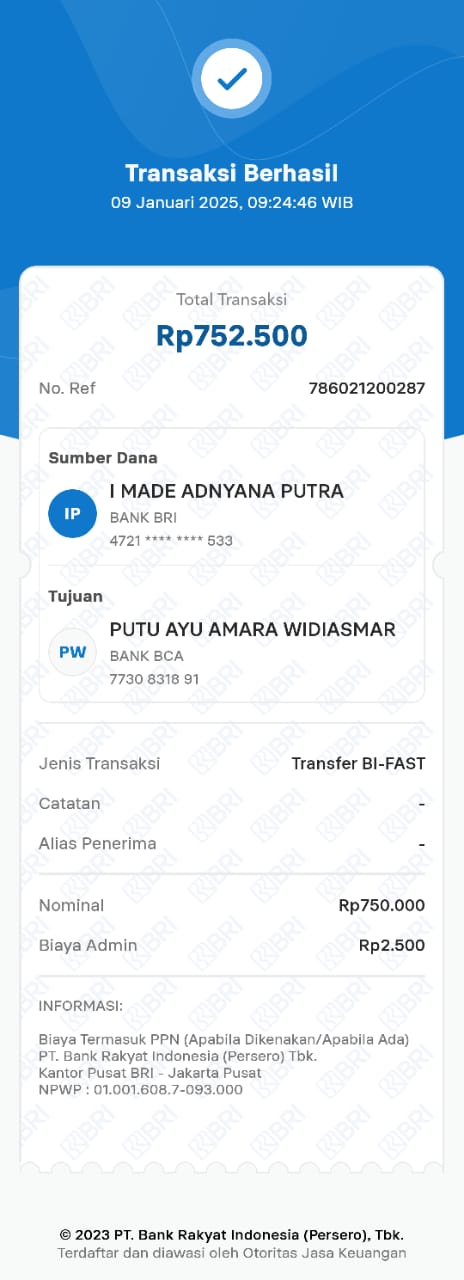 Transaksi Berhasil
09 Januari 2025, 09:24:46 WIB
Total Transaksi
Rp752.500
No. Ref 786021200287
Sumber Dana
IP
I MADE ADNYANA PUTRA
BANK BRI
4721 **** **** 533
Tujuan
PW
PUTU AYU AMARA WIDIASMAR
BANK BCA
7730 8318 91
Jenis Transaksi Transfer BI-FAST
Catatan -
Alias Penerima -
Nominal Rp750.000
Biaya Admin Rp2.500
INFORMASI:
Biaya Termasuk PPN (Apabila Dikenakan/Apabila Ada)
PT. Bank Rakyat Indonesia (Persero) Tbk.
Kantor Pusat BRI - Jakarta Pusat
NPWP : 01.001.608.7-093.000
© 2023 PT. Bank Rakyat Indonesia (Persero), Tbk.
Terdaftar dan diawasi oleh Otoritas Jasa Keuangan